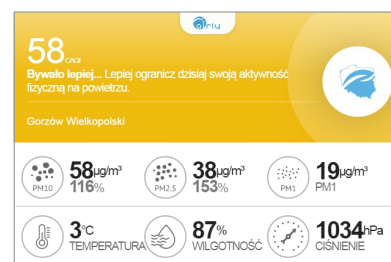 airly
58 CAQI
Bywało lepiej... Lepiej ogranicz dzisiaj swoją aktywność
fizyczną na powietrzu.
Gorzów Wielkopolski
58µg/m³
116%
PM10
38µg/m³
153%
PM2.5
19µg/m³
PM1
PM1
3°C
TEMPERATURA
87%
WILGOTNOŚĆ
1034hPa
CIŚNIENIE